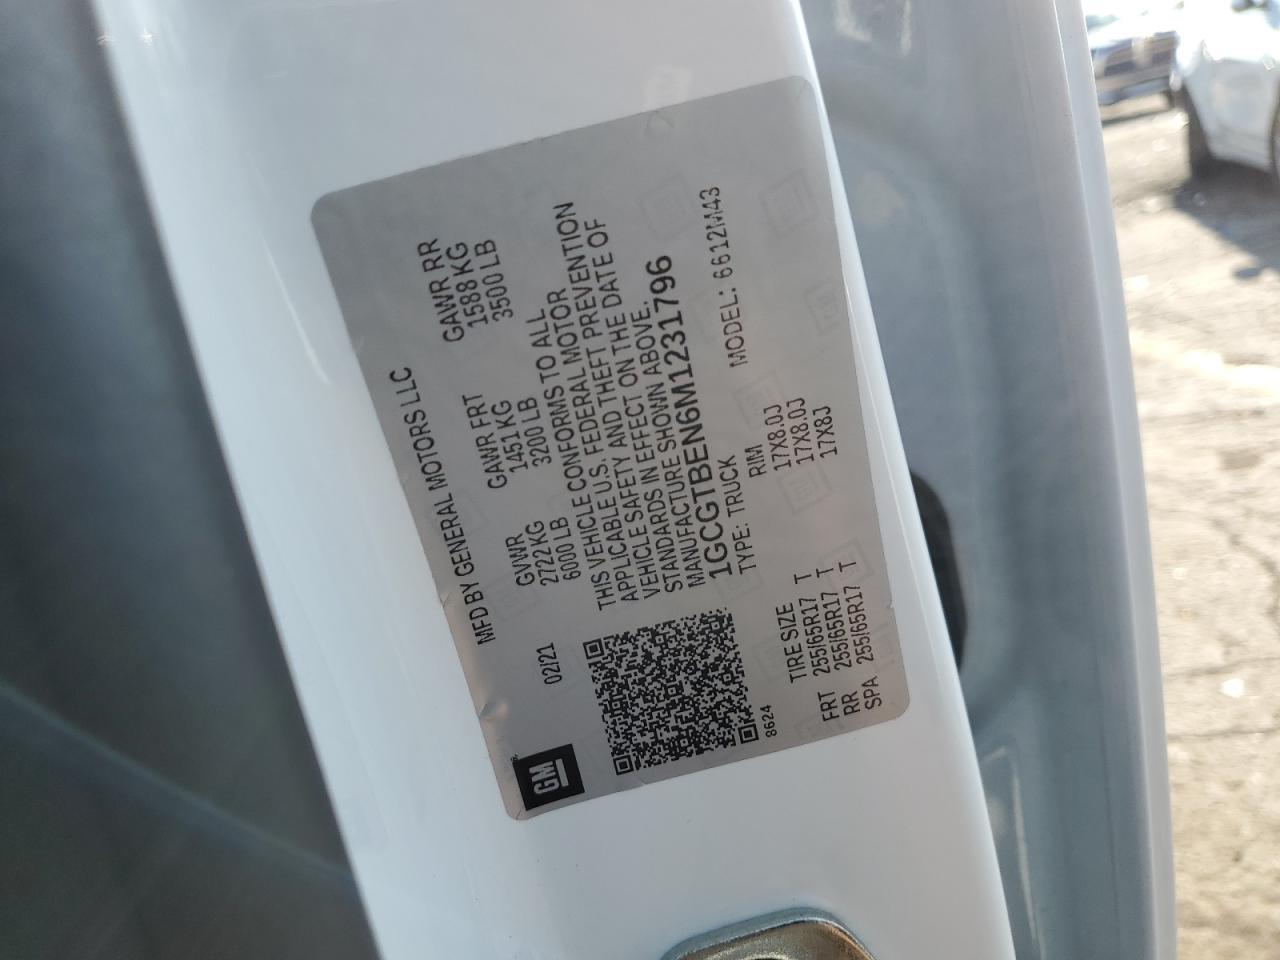 MFD BY GENERAL MOTORS LLC
GM
02/21
GVWR GAWR FRT GAWR RR
2722 KG 1451 KG 1588 KG
6000 LB 3200 LB 3500 LB
THIS VEHICLE CONFORMS TO ALL
APPLICABLE U.S. FEDERAL MOTOR
VEHICLE SAFETY AND THEFT PREVENTION
STANDARDS IN EFFECT ON THE DATE OF
MANUFACTURE SHOWN ABOVE.
1GCGTBEN6M1231796
TYPE: TRUCK MODEL: 6612M43
8624
TIRE SIZE RIM
FRT 255/65R17 T 17X8.0J
RR 255/65R17 T 17X8.0J
SPA 255/65R17 T 17X8J